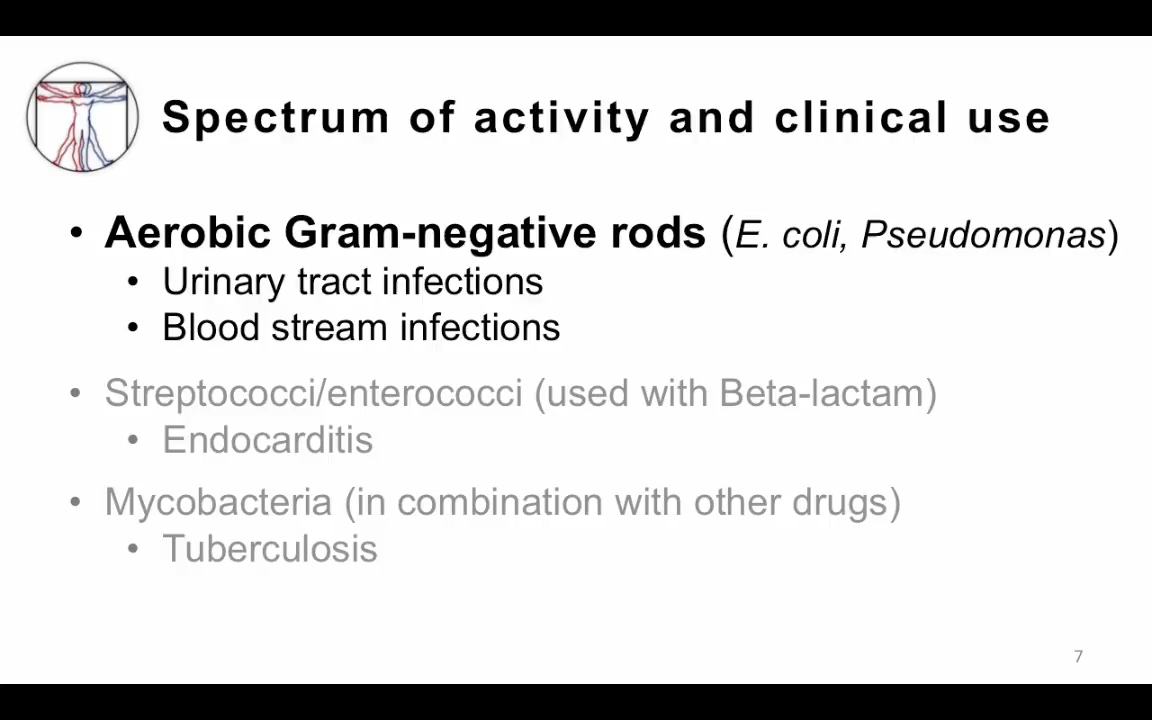 Spectrum of activity and clinical use
• Aerobic Gram-negative rods (E. coli, Pseudomonas)
• Urinary tract infections
• Blood stream infections
• Streptococci/enterococci (used with Beta-lactam)
• Endocarditis
• Mycobacteria (in combination with other drugs)
• Tuberculosis
7